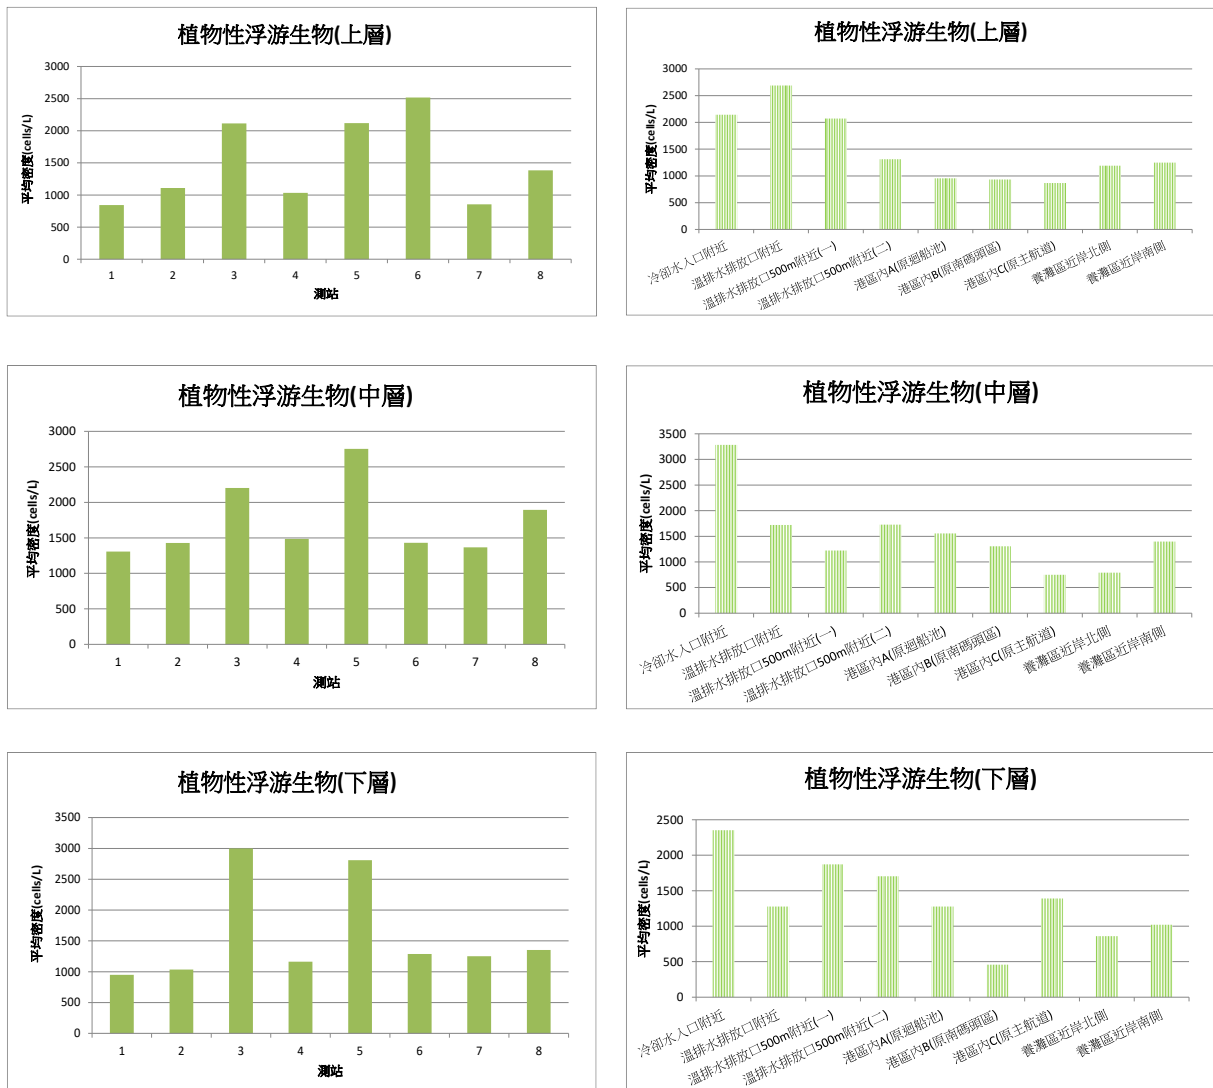 植物性浮游生物(上層)
3000
2500
2000
1500
1000
500
0
平均密度(cells/L)
1 2 3 4 5 6 7 8
測站
植物性浮游生物(上層)
3000
2500
2000
1500
1000
500
0
平均密度(cells/L)
冷卻水入口附近
溫排水排放口附近
溫排水排放口500m附近(一)
溫排水排放口500m附近(二)
港區內A(原迴船池)
港區內B(原南碼頭區)
港區內C(原主航道)
養灘區近岸北側
養灘區近岸南側
植物性浮游生物(中層)
3000
2500
2000
1500
1000
500
0
平均密度(cells/L)
1 2 3 4 5 6 7 8
測站
植物性浮游生物(中層)
3500
3000
2500
2000
1500
1000
500
0
平均密度(cells/L)
冷卻水入口附近
溫排水排放口附近
溫排水排放口500m附近(一)
溫排水排放口500m附近(二)
港區內A(原迴船池)
港區內B(原南碼頭區)
港區內C(原主航道)
養灘區近岸北側
養灘區近岸南側
植物性浮游生物(下層)
3500
3000
2500
2000
1500
1000
500
0
平均密度(cells/L)
1 2 3 4 5 6 7 8
測站
植物性浮游生物(下層)
2500
2000
1500
1000
500
0
平均密度(cells/L)
冷卻水入口附近
溫排水排放口附近
溫排水排放口500m附近(一)
溫排水排放口500m附近(二)
港區內A(原迴船池)
港區內B(原南碼頭區)
港區內C(原主航道)
養灘區近岸北側
養灘區近岸南側